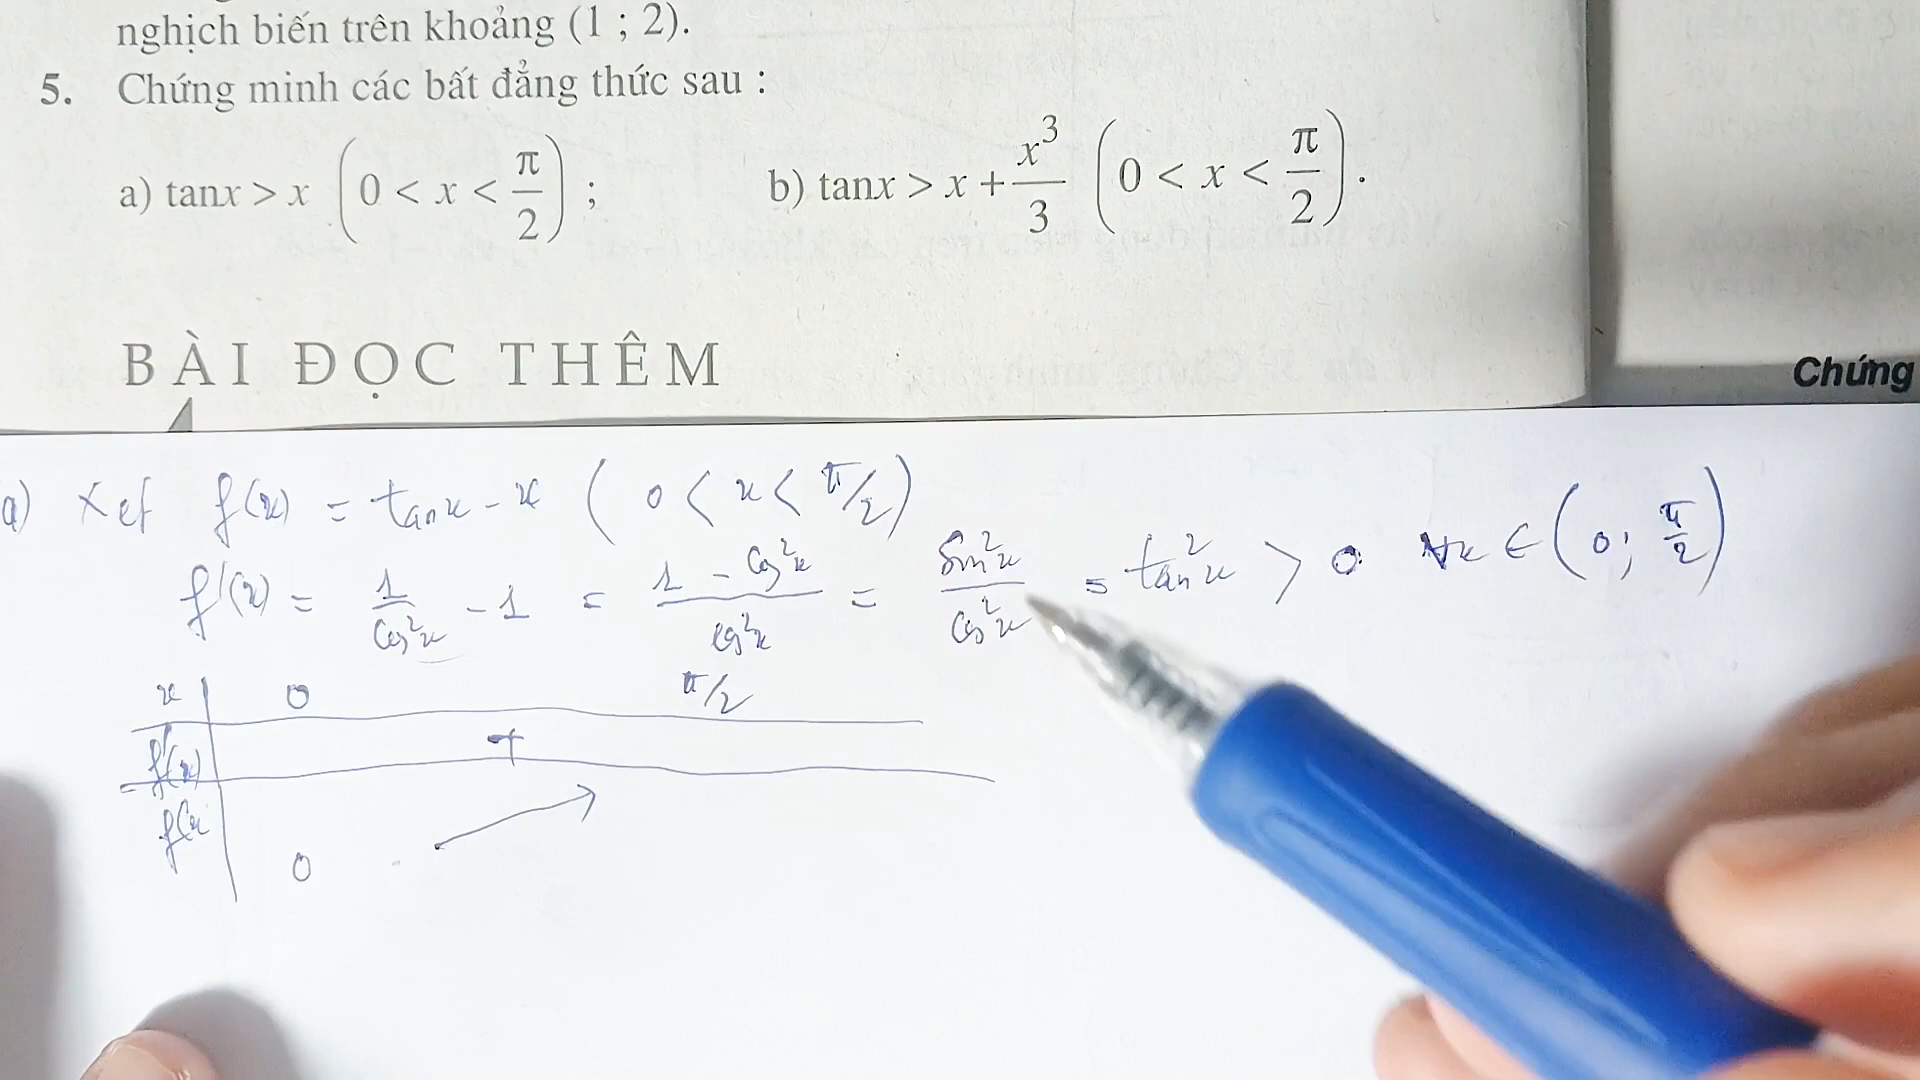 nghịch biến trên khoảng (1 ; 2).
5. Chứng minh các bất đẳng thức sau :
a) tanx > x (0 < x < π/2) ; b) tanx > x + x³/3 (0 < x < π/2).
BÀI ĐỌC THÊM
Chứng
a) Xét f(x) = tanx - x ( 0 < x < π/2)
f'(x) = 1/cos²x - 1 = (1 - cos²x)/cos²x = sin²x/cos²x = tan²x > 0 ∀x ∈ (0; π/2)
x 0 π/2
f'(x) +
f(x
0